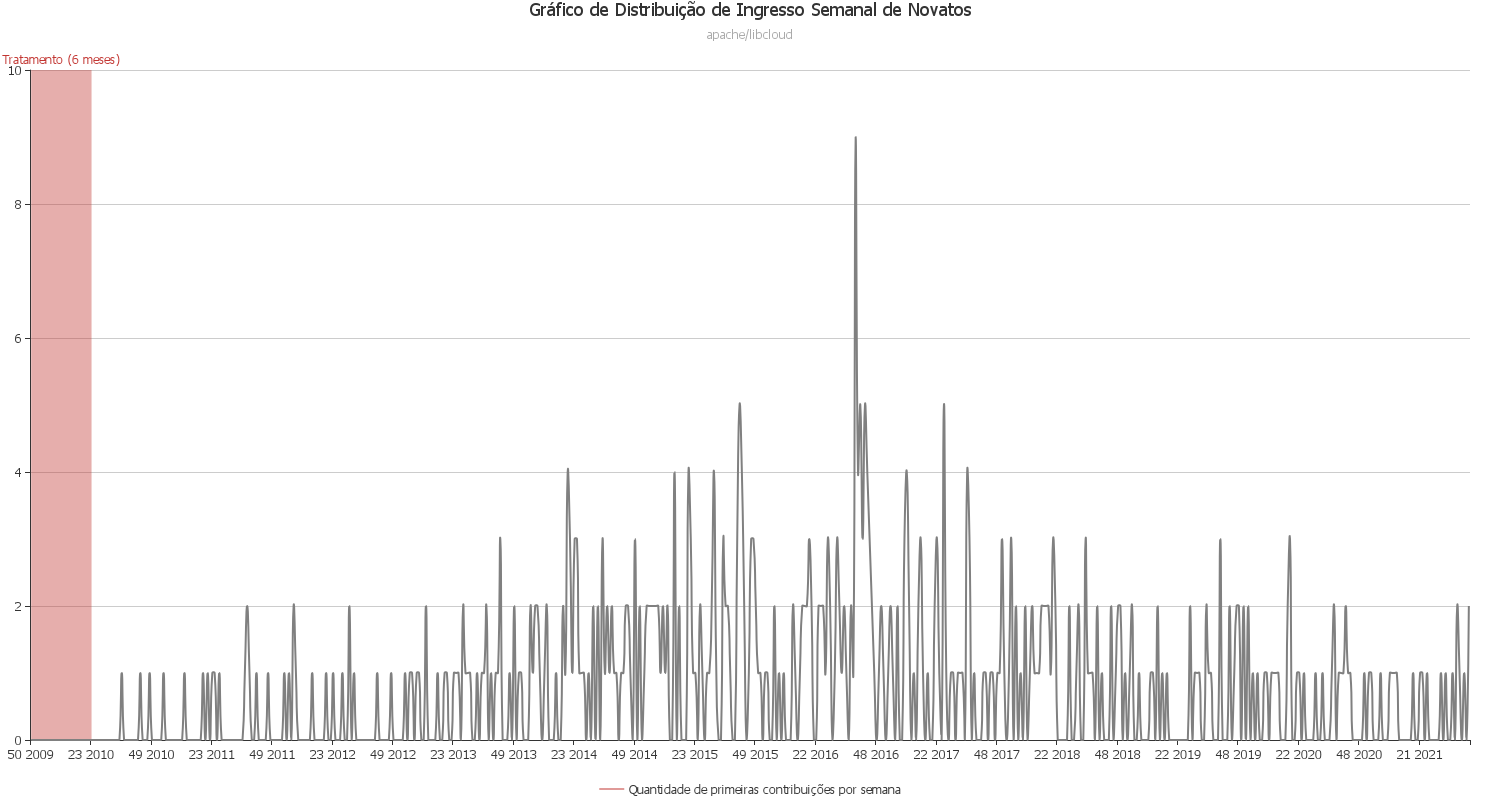 Gráfico de Distribuição de Ingresso Semanal de Novatos
apache/libcloud
Tratamento (6 meses)
10
8
6
4
2
0
50 2009 23 2010 49 2010 23 2011 49 2011 23 2012 49 2012 23 2013 49 2013 23 2014 49 2014 23 2015 49 2015 22 2016 48 2016 22 2017 48 2017 22 2018 48 2018 22 2019 48 2019 22 2020 48 2020 21 2021
Quantidade de primeiras contribuições por semana